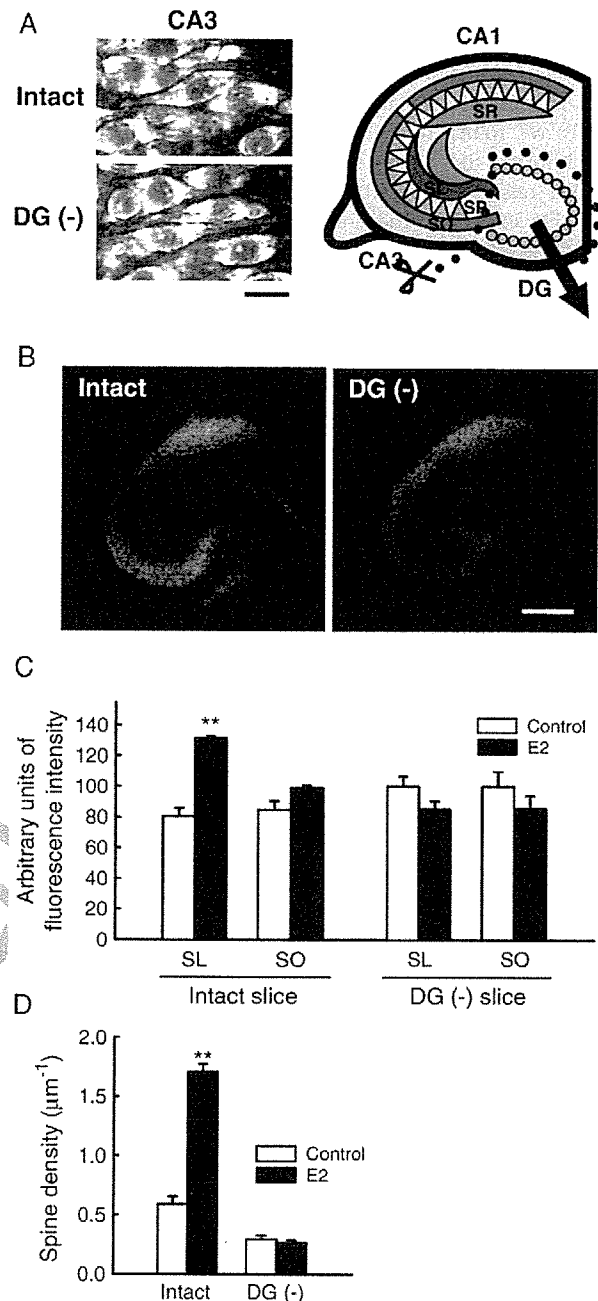 A
CA3
Intact
DG (-)
CA1
SR
SL
SR
SO
CA3
DG
B
Intact
DG (-)
C
Arbitrary units of
fluorescence intensity
140
120
100
80
60
40
20
0
**
Control
E2
SL
SO
SL
SO
Intact slice
DG (-) slice
D
Spine density (μm⁻¹)
2.0
1.5
1.0
0.5
0.0
**
Control
E2
Intact
DG (-)